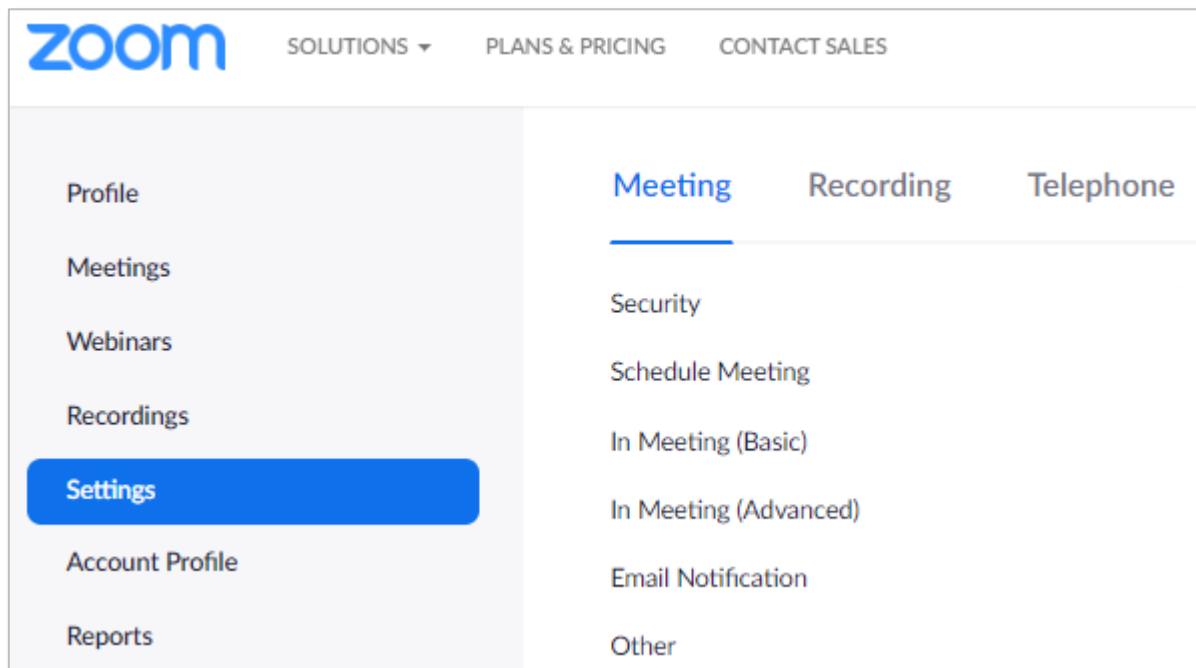 zoom SOLUTIONS PLANS & PRICING CONTACT SALES
Profile
Meetings
Webinars
Recordings
Settings
Account Profile
Reports
Meeting Recording Telephone
Security
Schedule Meeting
In Meeting (Basic)
In Meeting (Advanced)
Email Notification
Other